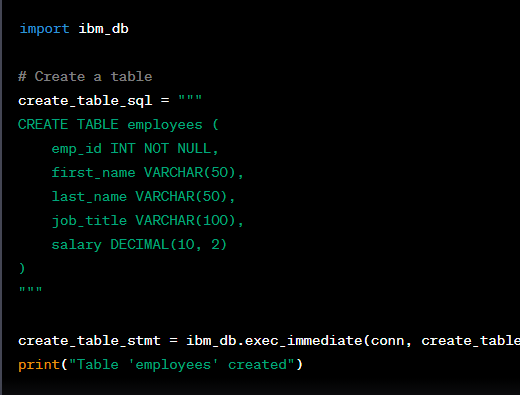 import ibm_db
# Create a table
create_table_sql = """
CREATE TABLE employees (
    emp_id INT NOT NULL,
    first_name VARCHAR(50),
    last_name VARCHAR(50),
    job_title VARCHAR(100),
    salary DECIMAL(10, 2)
)
"""
create_table_stmt = ibm_db.exec_immediate(conn, create_table
print("Table 'employees' created")